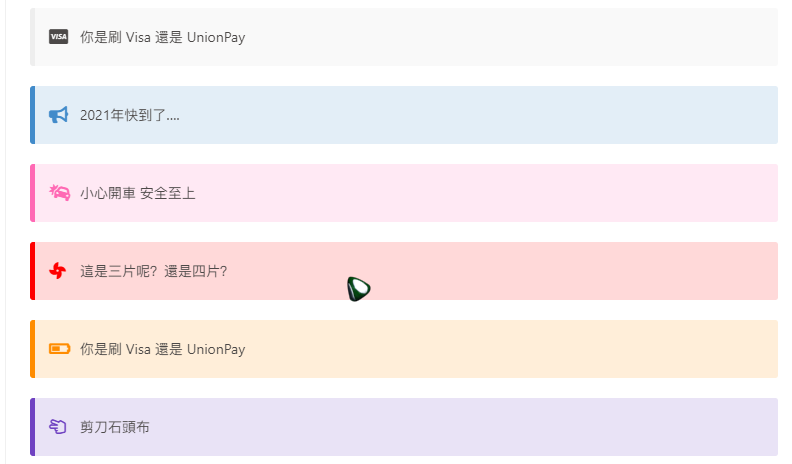 VISA 你是刷 Visa 還是 UnionPay
2021年快到了....
小心開車 安全至上
這是三片呢？還是四片？
你是刷 Visa 還是 UnionPay
剪刀石頭布